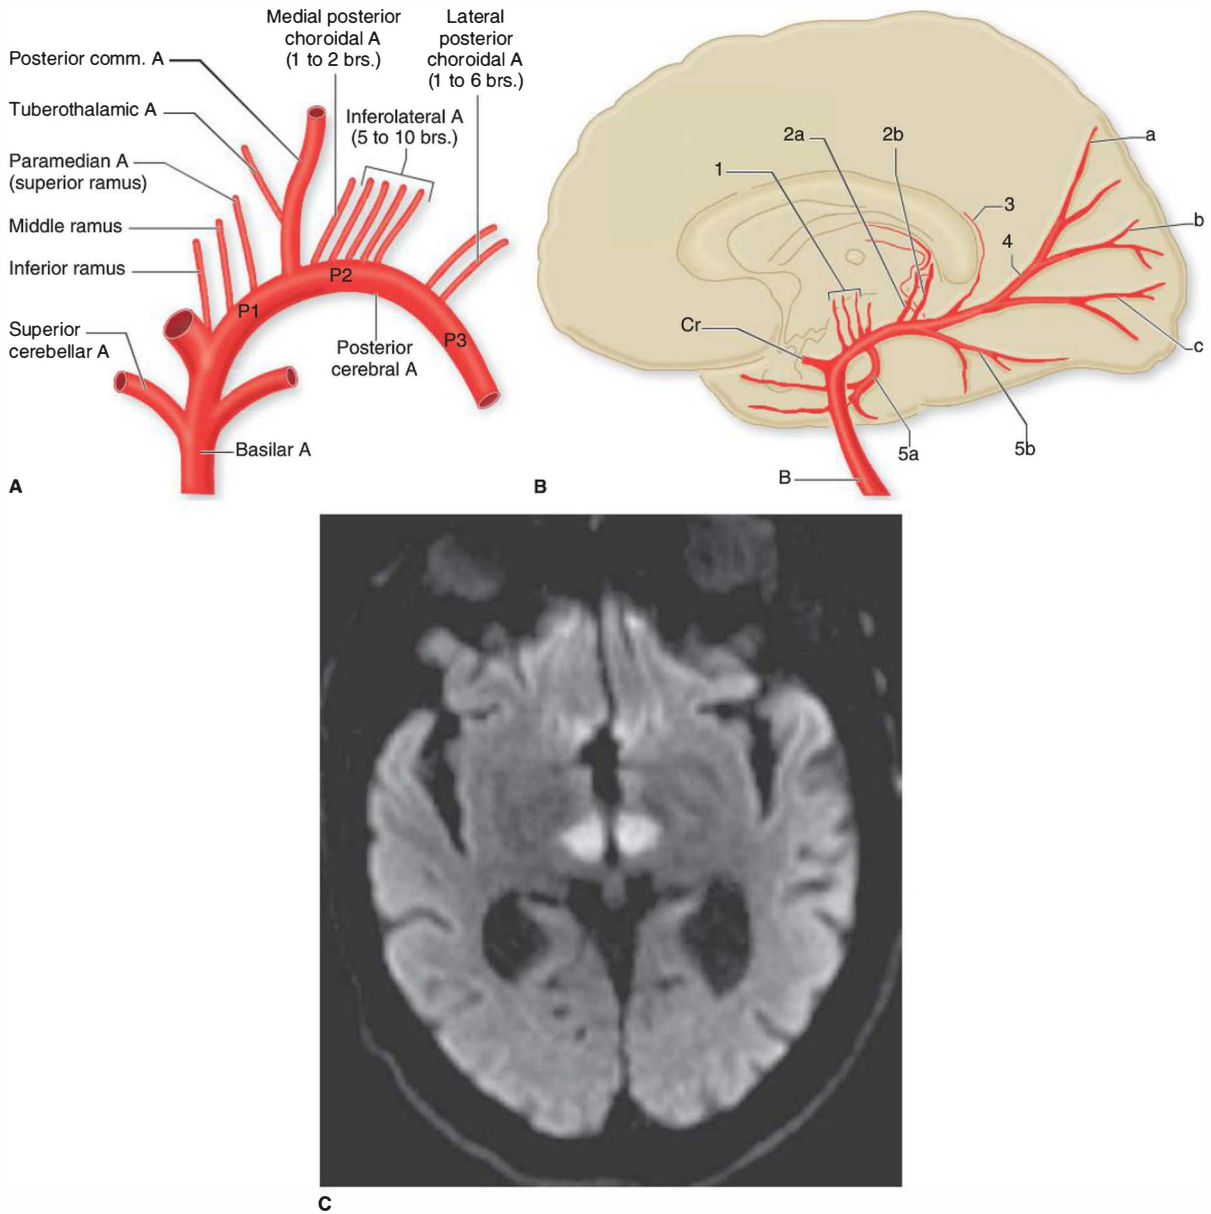 Medial posterior
choroidal A
(1 to 2 brs.)
Lateral
posterior
choroidal A
(1 to 6 brs.)
Posterior comm. A
Tuberothalamic A
Inferolateral A
(5 to 10 brs.)
Paramedian A
(superior ramus)
Middle ramus
Inferior ramus
P2
P1
P3
Superior
cerebellar A
Posterior
cerebral A
Basilar A
A
2a
2b
a
1
3
b
4
Cr
c
5a
5b
B
B
C